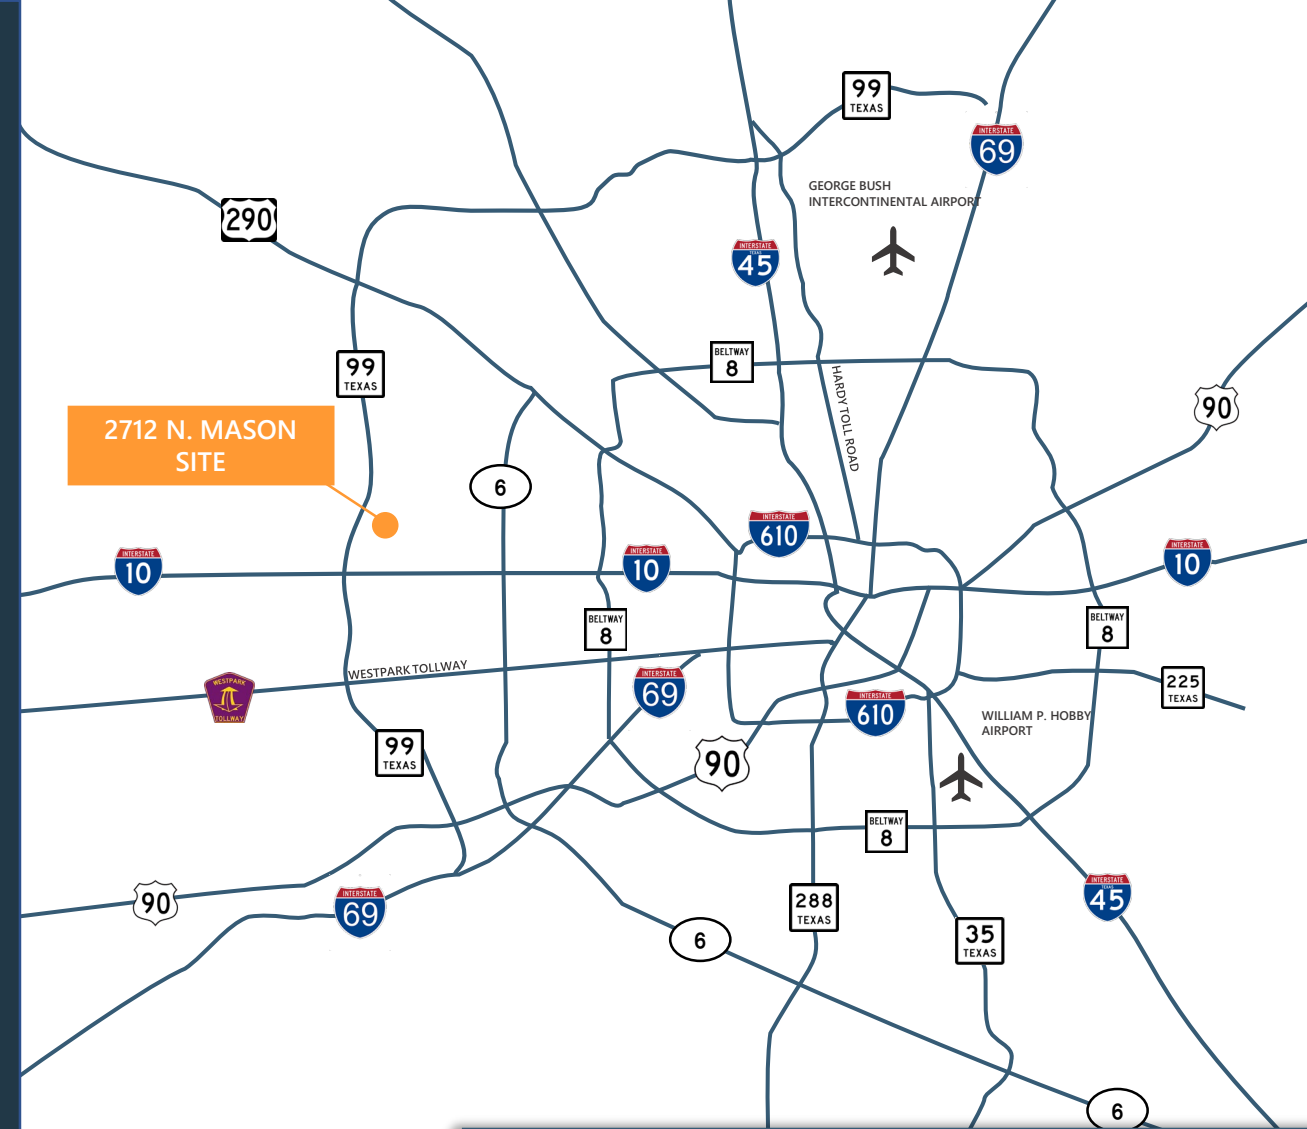 99
TEXAS
INTERSTATE
69
GEORGE BUSH
INTERCONTINENTAL AIRPORT
290
INTERSTATE
TEXAS
45
BELTWAY
8
99
TEXAS
HARDY TOLL ROAD
90
2712 N. MASON
SITE
6
INTERSTATE
610
INTERSTATE
10
INTERSTATE
10
INTERSTATE
10
BELTWAY
8
BELTWAY
8
WESTPARK TOLLWAY
WESTPARK
TOLLWAY
INTERSTATE
69
225
TEXAS
INTERSTATE
610
WILLIAM P. HOBBY
AIRPORT
99
TEXAS
90
BELTWAY
8
90
INTERSTATE
69
288
TEXAS
INTERSTATE
TEXAS
45
6
35
TEXAS
6